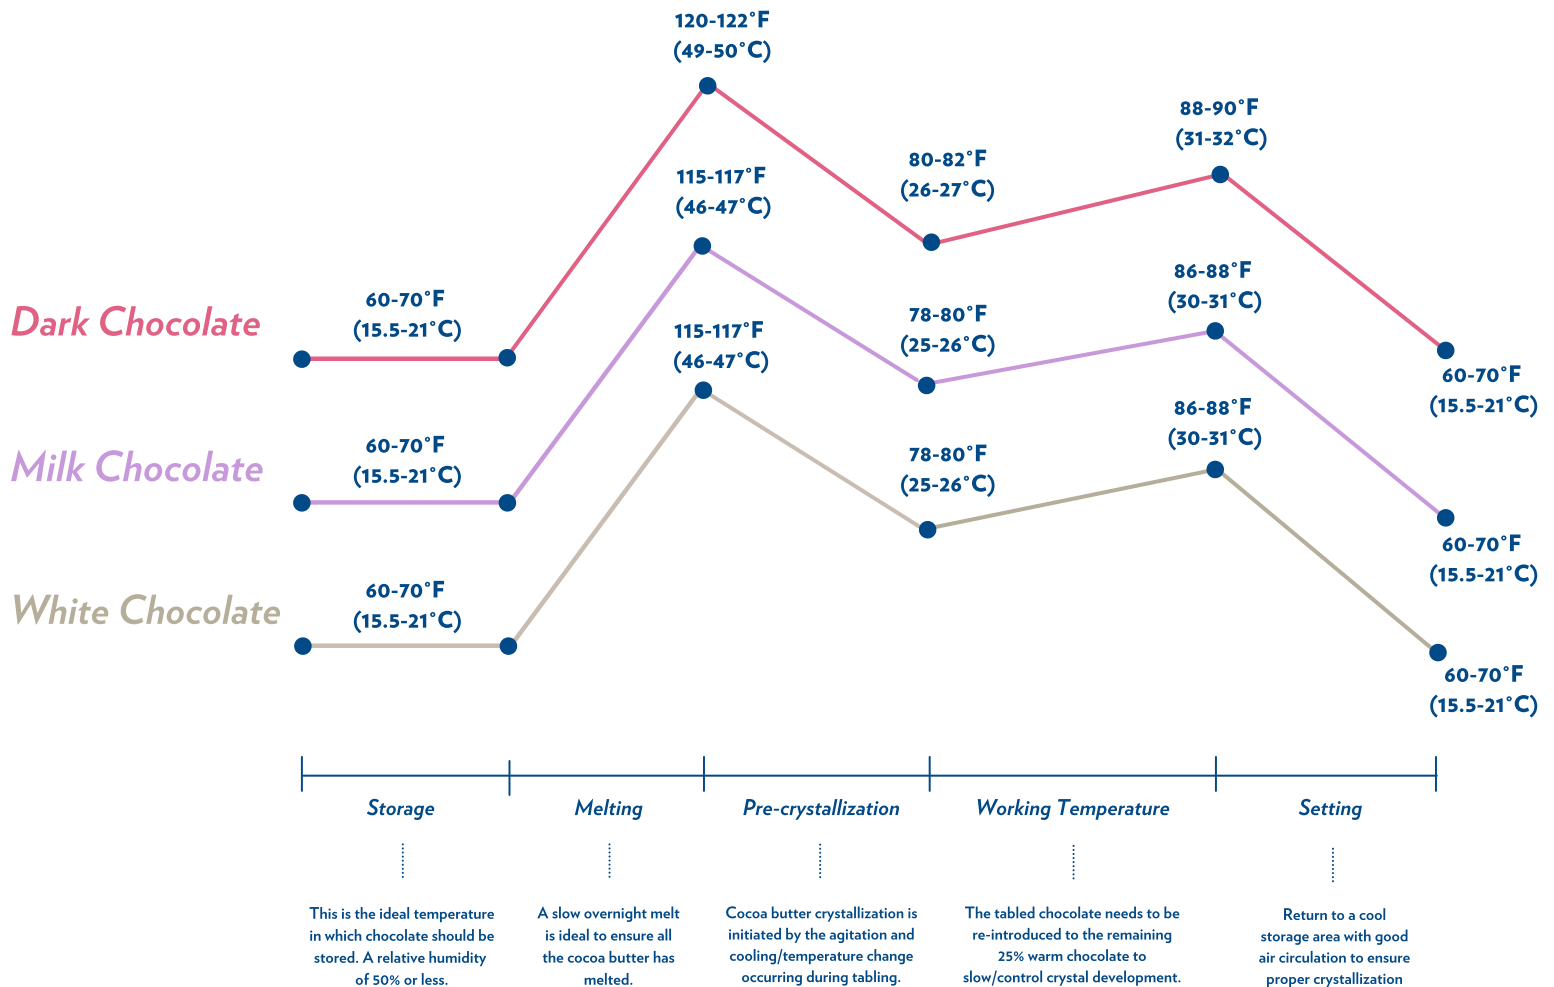 120-122°F
(49-50°C)
88-90°F
(31-32°C)
80-82°F
(26-27°C)
Dark Chocolate
60-70°F
(15.5-21°C)
60-70°F
(15.5-21°C)
115-117°F
(46-47°C)
86-88°F
(30-31°C)
78-80°F
(25-26°C)
Milk Chocolate
60-70°F
(15.5-21°C)
60-70°F
(15.5-21°C)
115-117°F
(46-47°C)
86-88°F
(30-31°C)
78-80°F
(25-26°C)
White Chocolate
60-70°F
(15.5-21°C)
60-70°F
(15.5-21°C)
Storage
Melting
Pre-crystallization
Working Temperature
Setting
This is the ideal temperature
in which chocolate should be
stored. A relative humidity
of 50% or less.
A slow overnight melt
is ideal to ensure all
the cocoa butter has
melted.
Cocoa butter crystallization is
initiated by the agitation and
cooling/temperature change
occurring during tabling.
The tabled chocolate needs to be
re-introduced to the remaining
25% warm chocolate to
slow/control crystal development.
Return to a cool
storage area with good
air circulation to ensure
proper crystallization